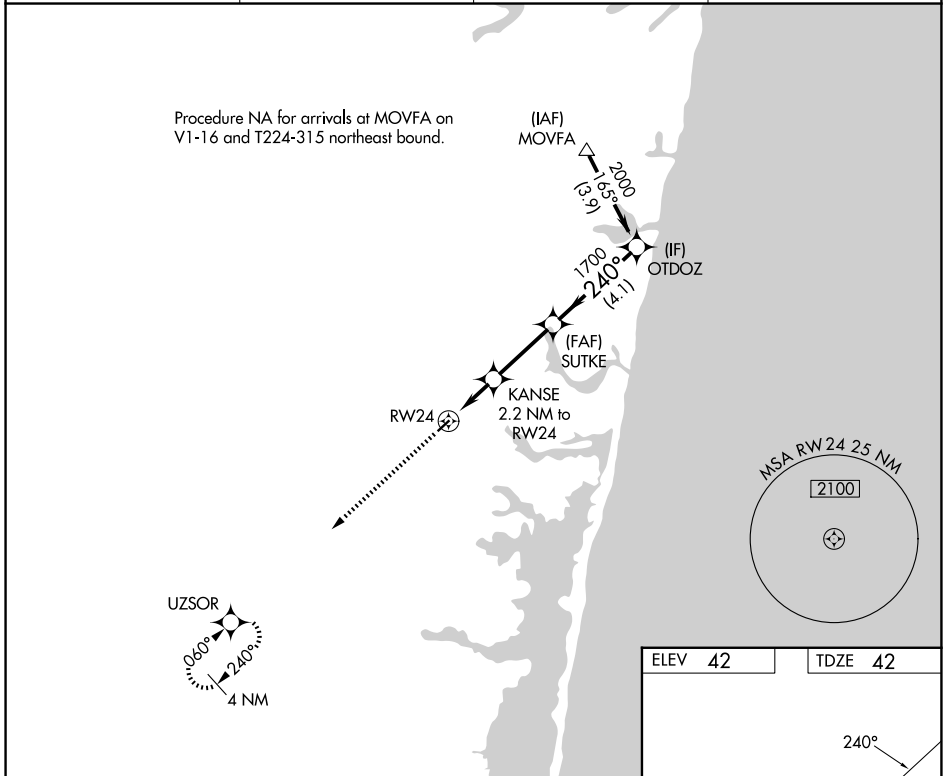 Procedure NA for arrivals at MOVFA on
V1-16 and T224-315 northeast bound.
(IAF)
MOVFA
2000
165°
(3.9)
(IF)
OTDOZ
1700
240°
(4.1)
(FAF)
SUTKE
KANSE
2.2 NM to
RW24
RW24
MSA RW24 25 NM
2100
UZSOR
060°
240°
4 NM
ELEV 42
TDZE 42
240°